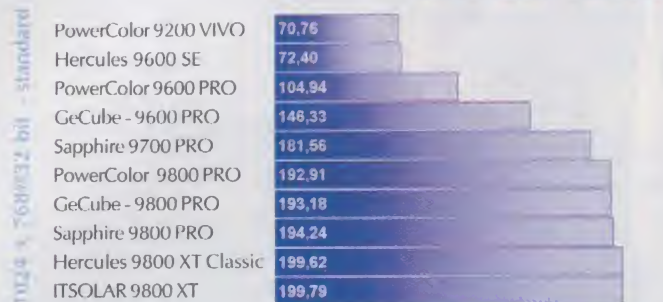 PowerColor 9200 VIVO 70,76
Hercules 9600 SE 72,40
PowerColor 9600 PRO 104,94
GeCube - 9600 PRO 146,33
Sapphire 9700 PRO 181,56
PowerColor 9800 PRO 192,91
GeCube - 9800 PRO 193,18
Sapphire 9800 PRO 194,24
Hercules 9800 XT Classic 199,62
ITSOLAR 9800 XT 199,79
1024 x 768@32 bit - standard